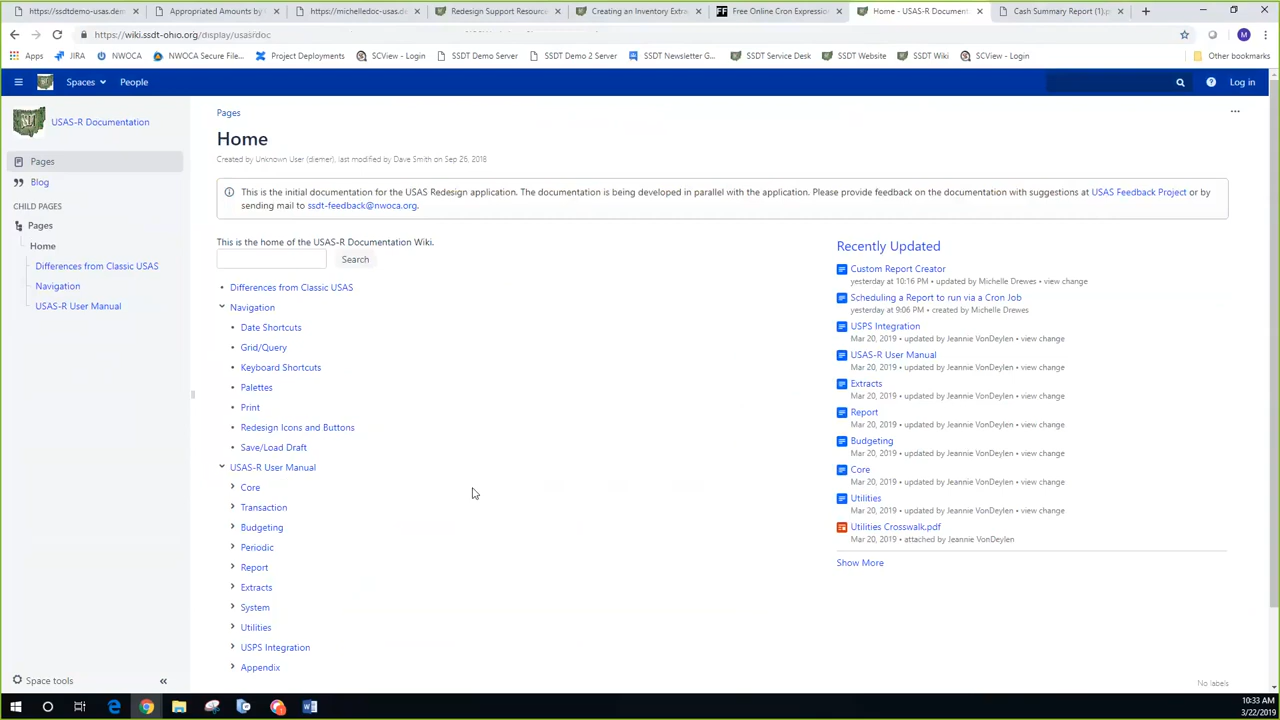 https://ssdtdemo-usas.dem
Appropriated Amounts by
https://michelledoc-usas.de
Redesign Support Resource
Creating an Inventory Extra
FF Free Online Cron Expressio
Home - USAS-R Document
Cash Summary Report (1).p
https://wiki.ssdt-ohio.org/display/usasrdoc
M
Apps JIRA NWOCA NWOCA Secure File... Project Deployments SCView - Login SSDT Demo Server SSDT Demo 2 Server SSDT Newsletter G... SSDT Service Desk SSDT Website SSDT Wiki SCView - Login Other bookmarks
Spaces People Log in
USAS-R Documentation
Pages
Blog
CHILD PAGES
Pages
Home
Differences from Classic USAS
Navigation
USAS-R User Manual
Space tools
Pages
Home
Created by Unknown User (diemer), last modified by Dave Smith on Sep 26, 2018
This is the initial documentation for the USAS Redesign application. The documentation is being developed in parallel with the application. Please provide feedback on the documentation with suggestions at USAS Feedback Project or by
sending mail to ssdt-feedback@nwoca.org.
This is the home of the USAS-R Documentation Wiki.
Search
Differences from Classic USAS
Navigation
Date Shortcuts
Grid/Query
Keyboard Shortcuts
Palettes
Print
Redesign Icons and Buttons
Save/Load Draft
USAS-R User Manual
Core
Transaction
Budgeting
Periodic
Report
Extracts
System
Utilities
USPS Integration
Appendix
Recently Updated
Custom Report Creator
yesterday at 10:16 PM • updated by Michelle Drewes • view change
Scheduling a Report to run via a Cron Job
yesterday at 9:06 PM • created by Michelle Drewes
USPS Integration
Mar 20, 2019 • updated by Jeannie VonDeylen • view change
USAS-R User Manual
Mar 20, 2019 • updated by Jeannie VonDeylen • view change
Extracts
Mar 20, 2019 • updated by Jeannie VonDeylen • view change
Report
Mar 20, 2019 • updated by Jeannie VonDeylen • view change
Budgeting
Mar 20, 2019 • updated by Jeannie VonDeylen • view change
Core
Mar 20, 2019 • updated by Jeannie VonDeylen • view change
Utilities
Mar 20, 2019 • updated by Jeannie VonDeylen • view change
Utilities Crosswalk.pdf
Mar 20, 2019 • attached by Jeannie VonDeylen
Show More
No labels
10:33 AM
3/22/2019